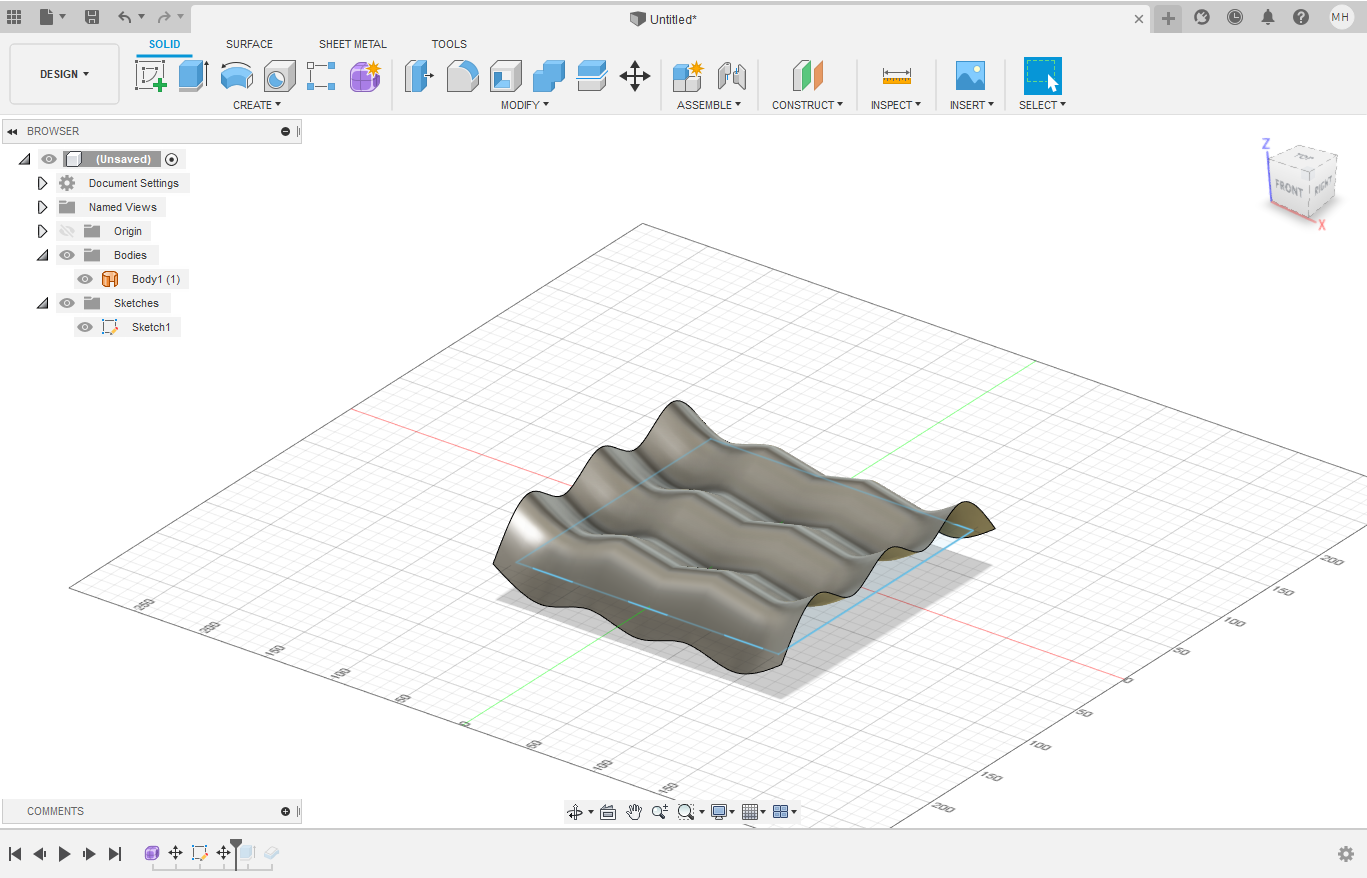 Untitled*
MH
SOLID
SURFACE
SHEET METAL
TOOLS
DESIGN
CREATE
MODIFY
ASSEMBLE
CONSTRUCT
INSPECT
INSERT
SELECT
BROWSER
(Unsaved)
Document Settings
Named Views
Origin
Bodies
Body1 (1)
Sketches
Sketch1
Z
TOP
FRONT
RIGHT
X
250
200
150
100
50
0
50
100
150
200
150
100
50
0
50
100
150
200
COMMENTS